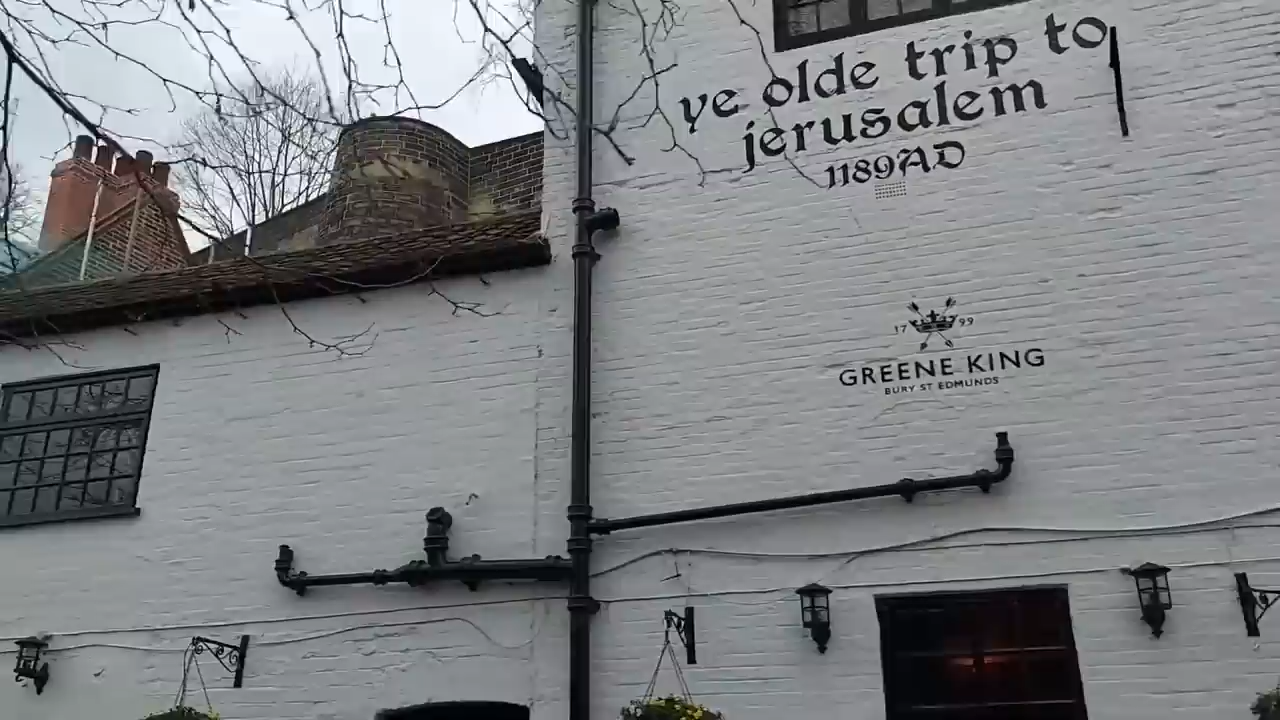 ye olde trip to
jerusalem
1189AD
17 99
GREENE KING
BURY ST EDMUNDS